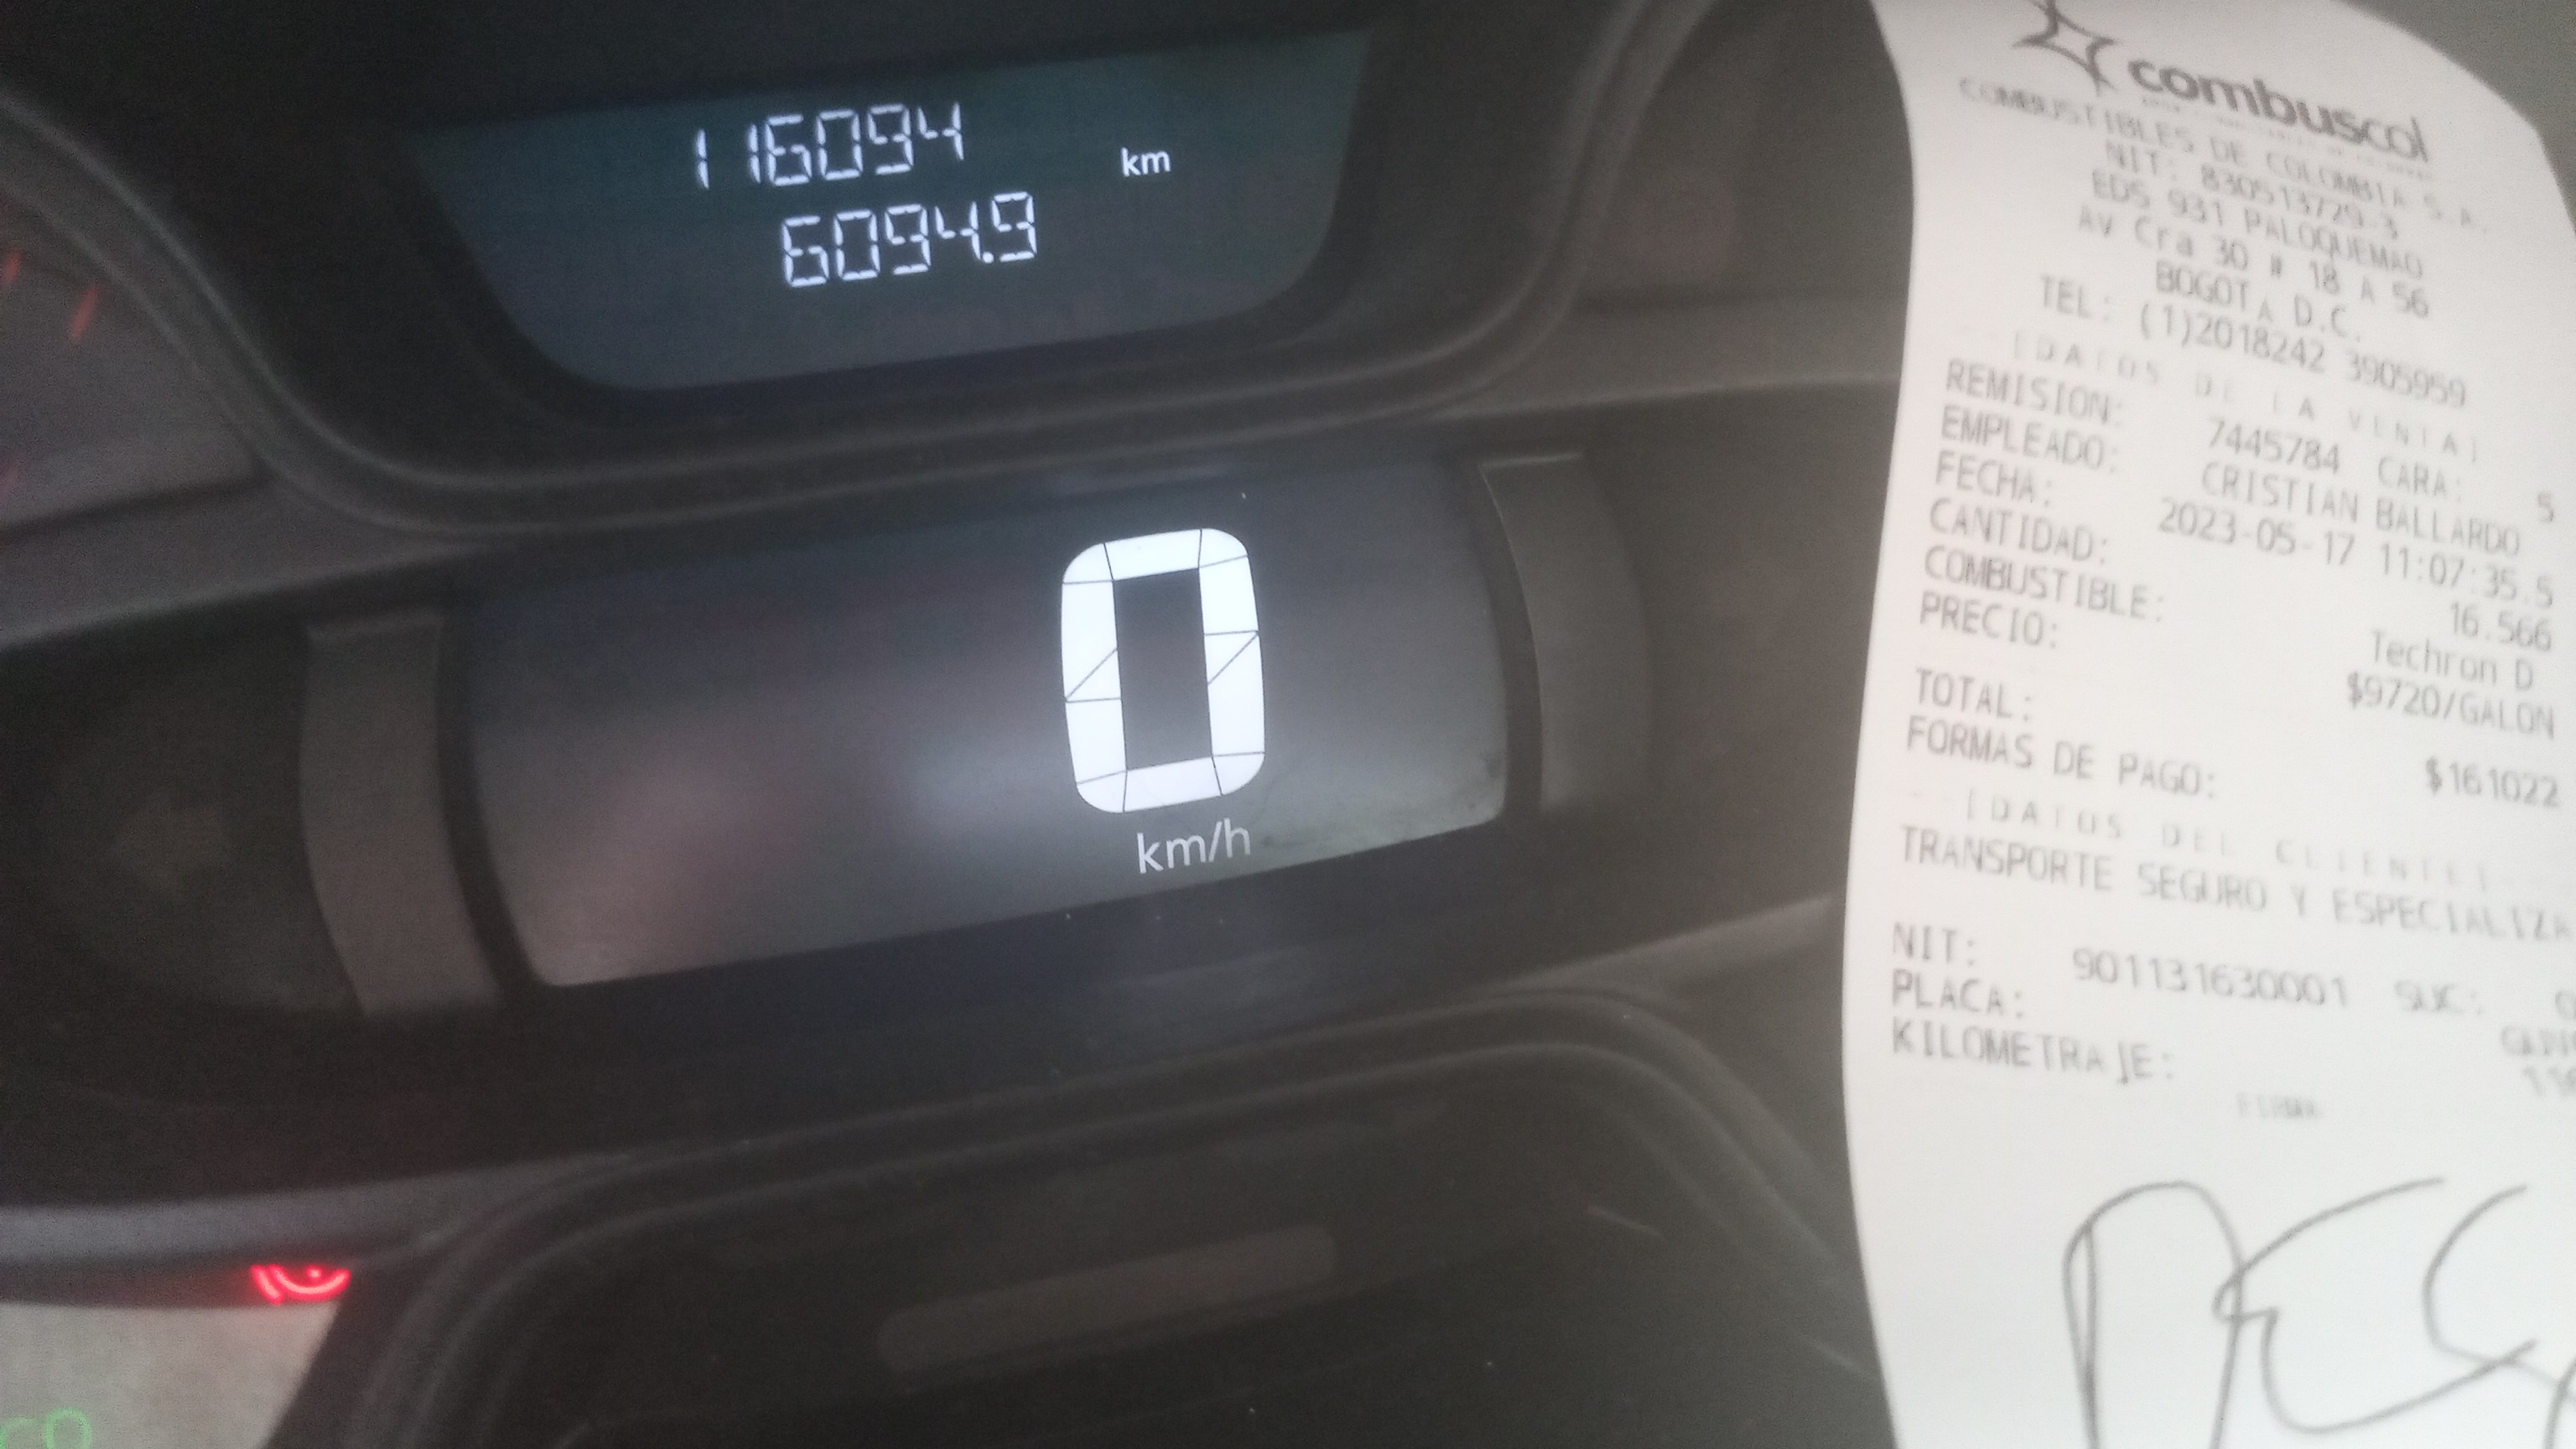 116094 km
6094.9
0
km/h
combuscol
COMBUSTIBLES DE COLOMBIA S.A.
NIT: 830513729-3
EDS 931 PALOQUEMAO
AV Cra 30 # 18 A 56
BOGOTA D.C.
TEL: (1)2018242 3905959
[DATOS DE LA VENTA]
REMISION: 7445784 CARA: 5
EMPLEADO: CRISTIAN BALLARDO
FECHA: 2023-05-17 11:07:35.5
CANTIDAD: 16.566
COMBUSTIBLE: Techron D
PRECIO: $9720/GALON
TOTAL: $161022
FORMAS DE PAGO:
[DATOS DEL CLIENTE]
TRANSPORTE SEGURO Y ESPECIALIZA
NIT: 901131630001 SUC:
PLACA:
KILOMETRAJE:
FIRMA